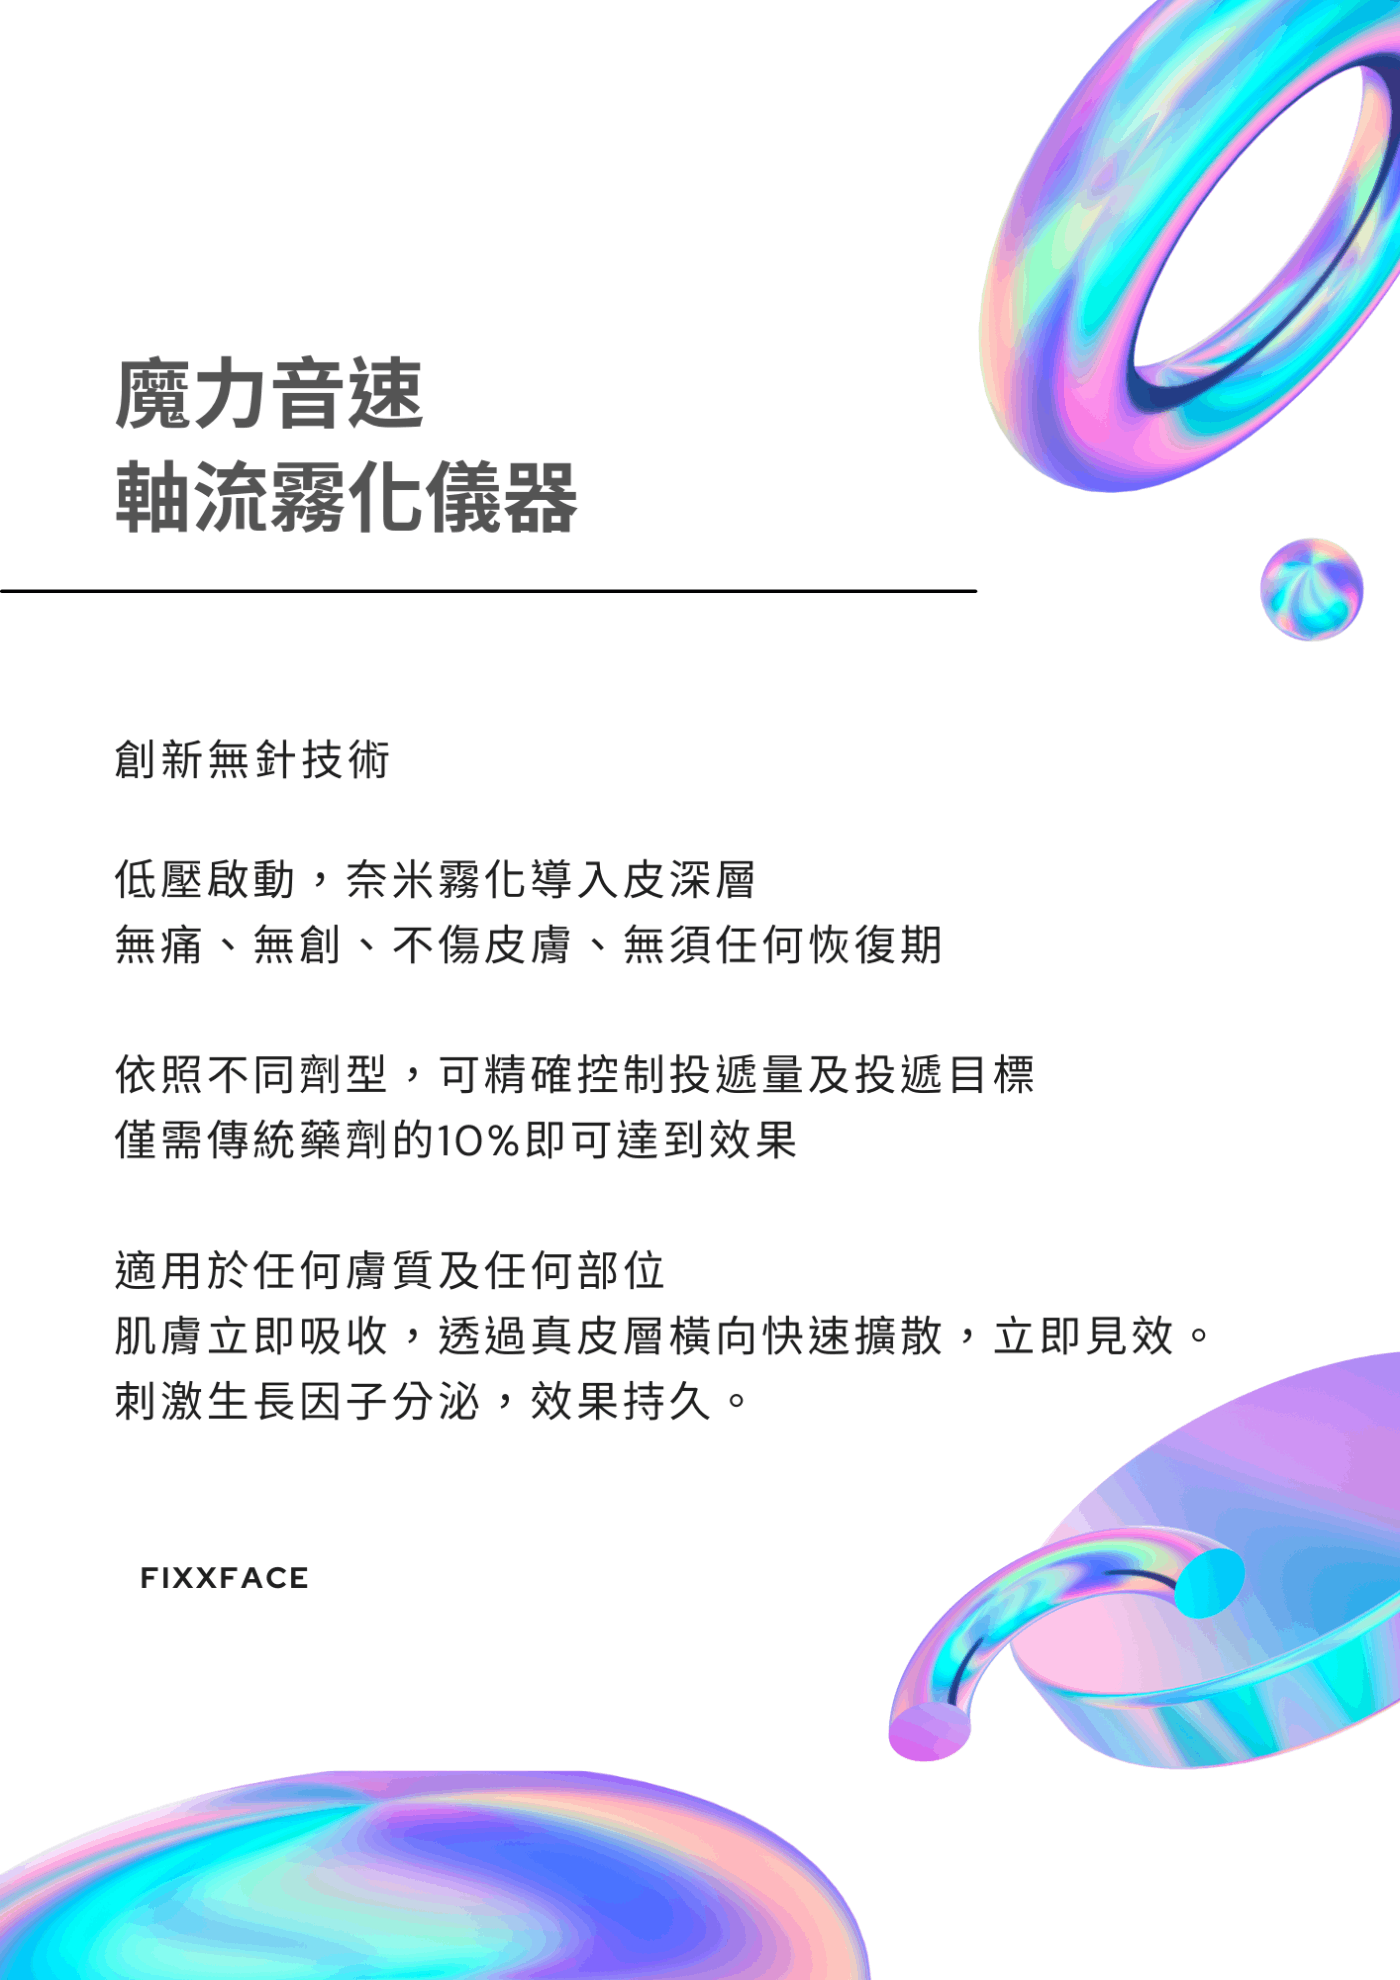 魔力音速
軸流霧化儀器
創新無針技術
低壓啟動，奈米霧化導入皮深層
無痛、無創、不傷皮膚、無須任何恢復期
依照不同劑型，可精確控制投遞量及投遞目標
僅需傳統藥劑的10%即可達到效果
適用於任何膚質及任何部位
肌膚立即吸收，透過真皮層橫向快速擴散，立即見效。
刺激生長因子分泌，效果持久。
FIXXFACE